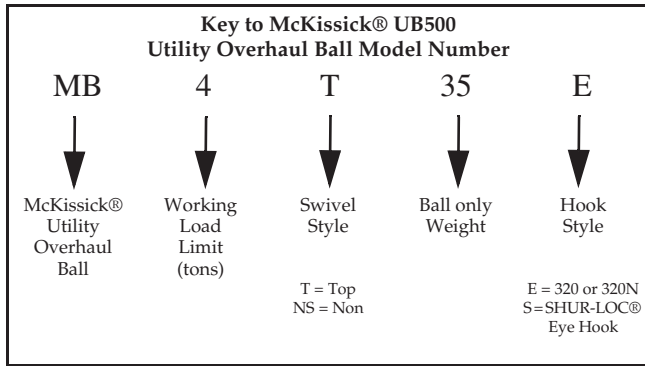 Key to McKissick® UB500
Utility Overhaul Ball Model Number
MB 4 T 35 E
McKissick®
Utility
Overhaul
Ball
Working
Load
Limit
(tons)
Swivel
Style
T = Top
NS = Non
Ball only
Weight
Hook
Style
E = 320 or 320N
S=SHUR-LOC®
Eye Hook